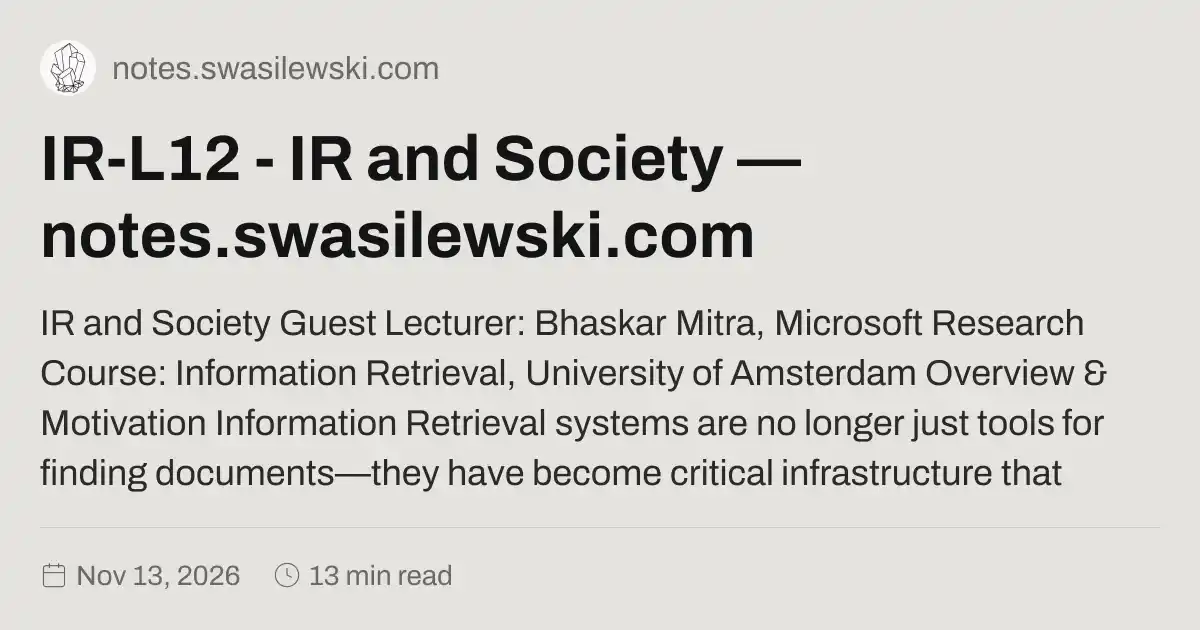 notes.swasilewski.com
IR-L12 - IR and Society —
notes.swasilewski.com
IR and Society Guest Lecturer: Bhaskar Mitra, Microsoft Research
Course: Information Retrieval, University of Amsterdam Overview &
Motivation Information Retrieval systems are no longer just tools for
finding documents—they have become critical infrastructure that
Nov 13, 2026 13 min read